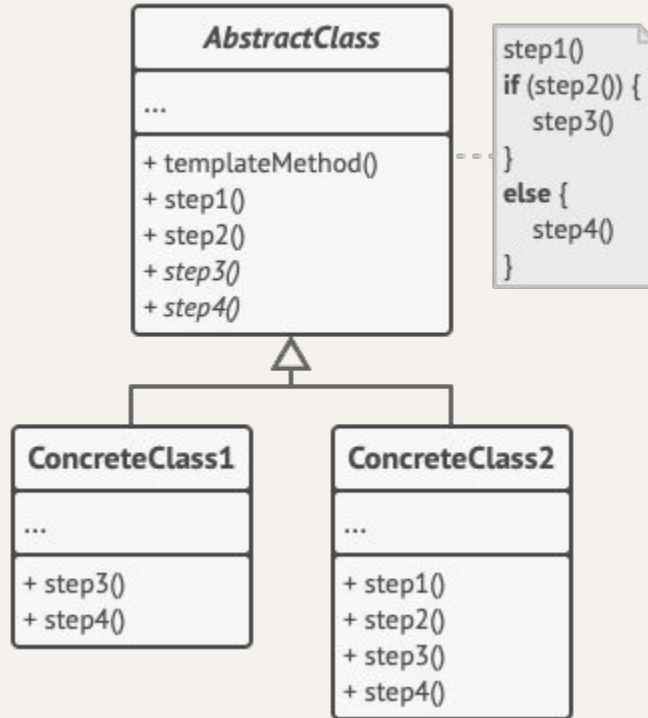 AbstractClass
...
+ templateMethod()
+ step1()
+ step2()
+ step3()
+ step4()
step1()
if (step2()) {
step3()
}
else {
step4()
}
ConcreteClass1
...
+ step3()
+ step4()
ConcreteClass2
...
+ step1()
+ step2()
+ step3()
+ step4()